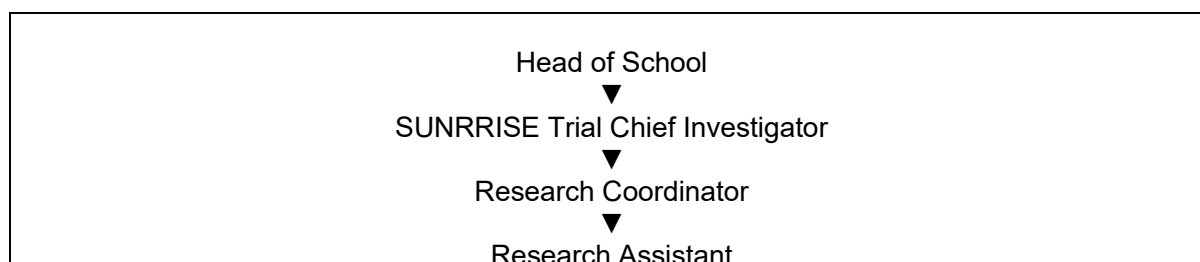 Head of School
SUNRRISE Trial Chief Investigator
Research Coordinator
Research Assistant